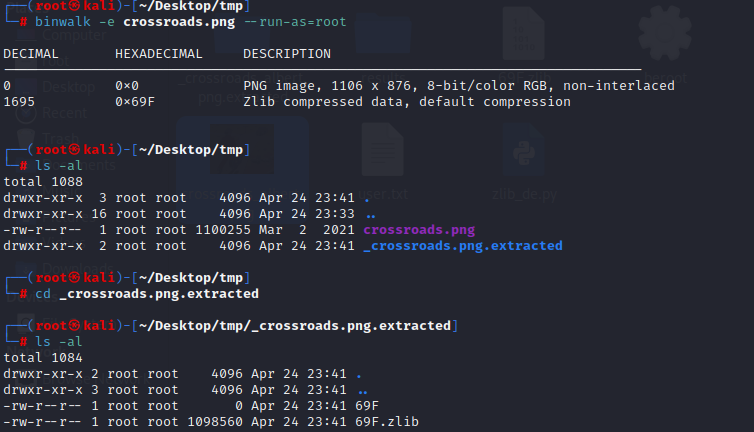 ┌──(root㉿kali)-[~/Desktop/tmp]
└─# binwalk -e crossroads.png --run-as=root
DECIMAL       HEXADECIMAL     DESCRIPTION
--------------------------------------------------------------------------------
0             0×0             PNG image, 1106 x 876, 8-bit/color RGB, non-interlaced
1695          0×69F           Zlib compressed data, default compression
┌──(root㉿kali)-[~/Desktop/tmp]
└─# ls -al
total 1088
drwxr-xr-x  3 root root    4096 Apr 24 23:41 .
drwxr-xr-x 16 root root    4096 Apr 24 23:33 ..
-rw-r--r--  1 root root 1100255 Mar  2  2021 crossroads.png
drwxr-xr-x  2 root root    4096 Apr 24 23:41 _crossroads.png.extracted
┌──(root㉿kali)-[~/Desktop/tmp]
└─# cd _crossroads.png.extracted
┌──(root㉿kali)-[~/Desktop/tmp/_crossroads.png.extracted]
└─# ls -al
total 1084
drwxr-xr-x 2 root root    4096 Apr 24 23:41 .
drwxr-xr-x 3 root root    4096 Apr 24 23:41 ..
-rw-r--r-- 1 root root       0 Apr 24 23:41 69F
-rw-r--r-- 1 root root 1098560 Apr 24 23:41 69F.zlib